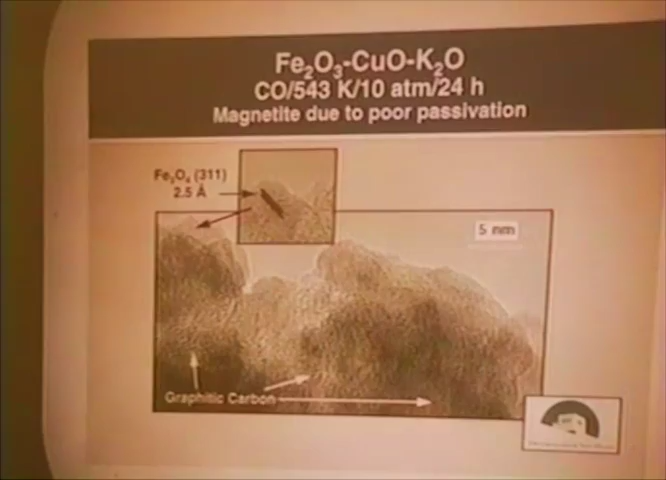 Fe₂O₃-CuO-K₂O
CO/543 K/10 atm/24 h
Magnetite due to poor passivation
Fe₃O₄ (311)
2.5 Å
5 nm
Graphitic Carbon